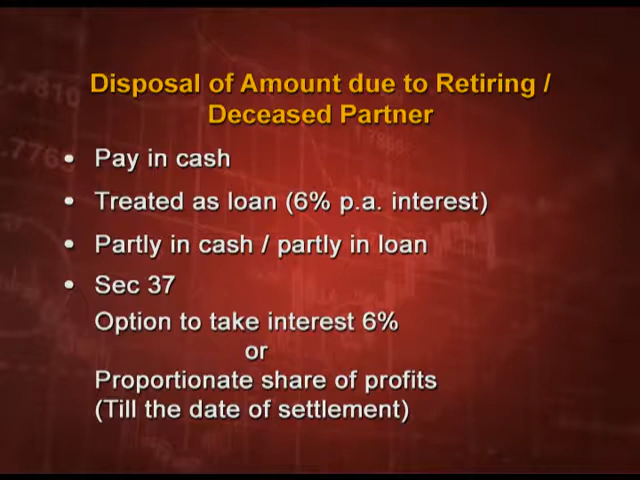 Disposal of Amount due to Retiring /
Deceased Partner
• Pay in cash
• Treated as loan (6% p.a. interest)
• Partly in cash / partly in loan
• Sec 37
Option to take interest 6%
or
Proportionate share of profits
(Till the date of settlement)